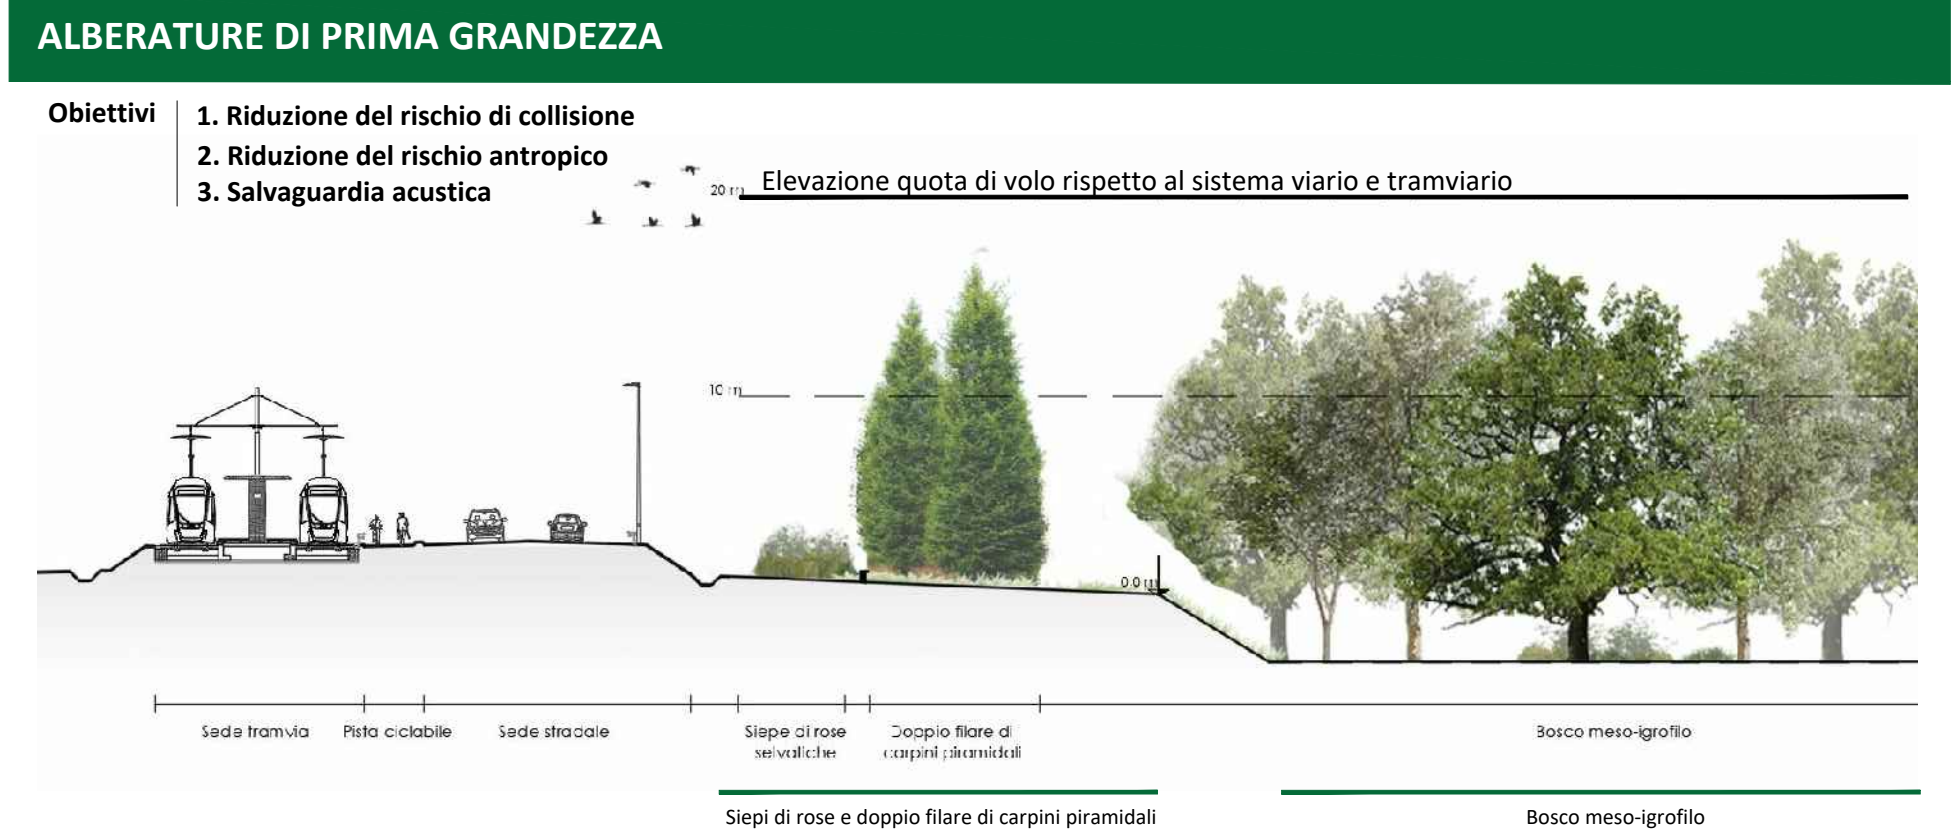 ALBERATURE DI PRIMA GRANDEZZA
Obiettivi
1. Riduzione del rischio di collisione
2. Riduzione del rischio antropico
3. Salvaguardia acustica
20 m
Elevazione quota di volo rispetto al sistema viario e tramviario
10 m
0.0 m
Sede tramvia
Pista ciclabile
Sede stradale
Siepe di rose
selvatiche
Doppio filare di
carpini piramidali
Bosco meso-igrofilo
Siepi di rose e doppio filare di carpini piramidali
Bosco meso-igrofilo